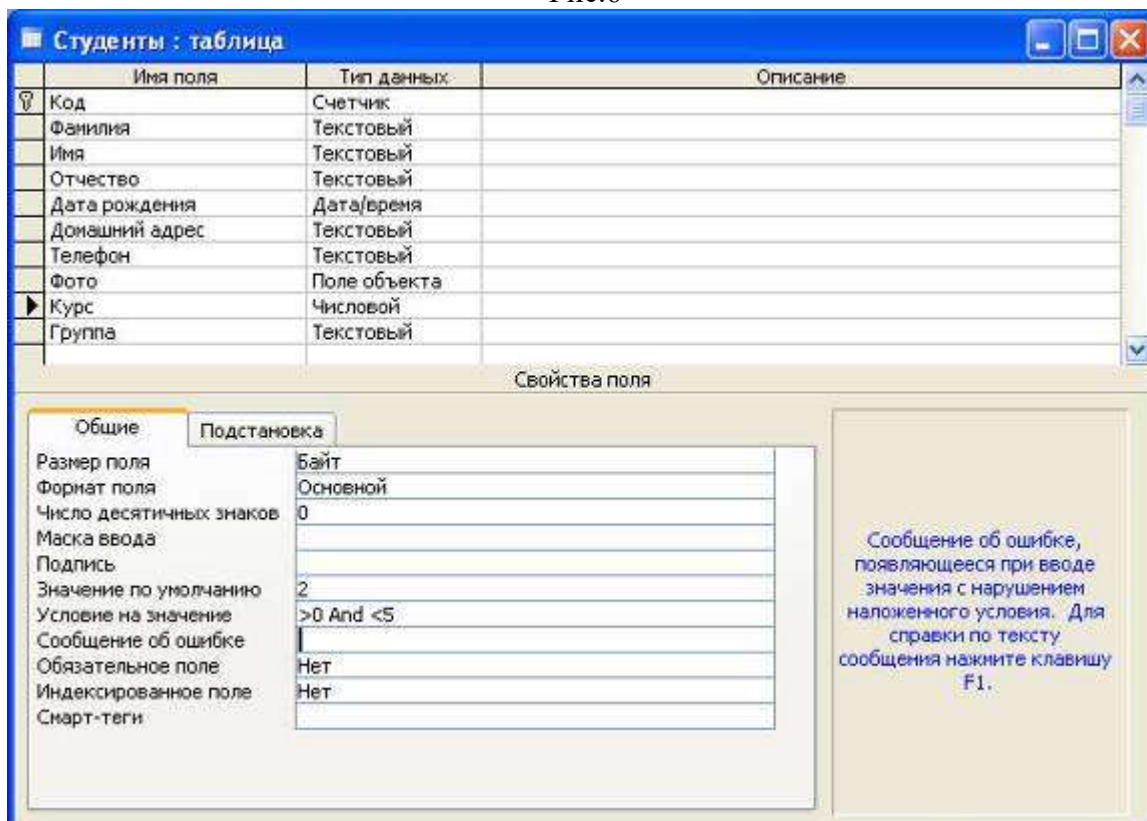 Студенты : таблица
Имя поля Тип данных Описание
Код Счетчик
Фамилия Текстовый
Имя Текстовый
Отчество Текстовый
Дата рождения Дата/время
Домашний адрес Текстовый
Телефон Текстовый
Фото Поле объекта
Курс Числовой
Группа Текстовый
Свойства поля
Общие Подстановка
Размер поля Байт
Формат поля Основной
Число десятичных знаков 0
Маска ввода
Подпись
Значение по умолчанию 2
Условие на значение >0 And <5
Сообщение об ошибке
Обязательное поле Нет
Индексированное поле Нет
Смарт-теги
Сообщение об ошибке,
появляющееся при вводе
значения с нарушением
наложенного условия. Для
справки по тексту
сообщения нажмите клавишу
F1.